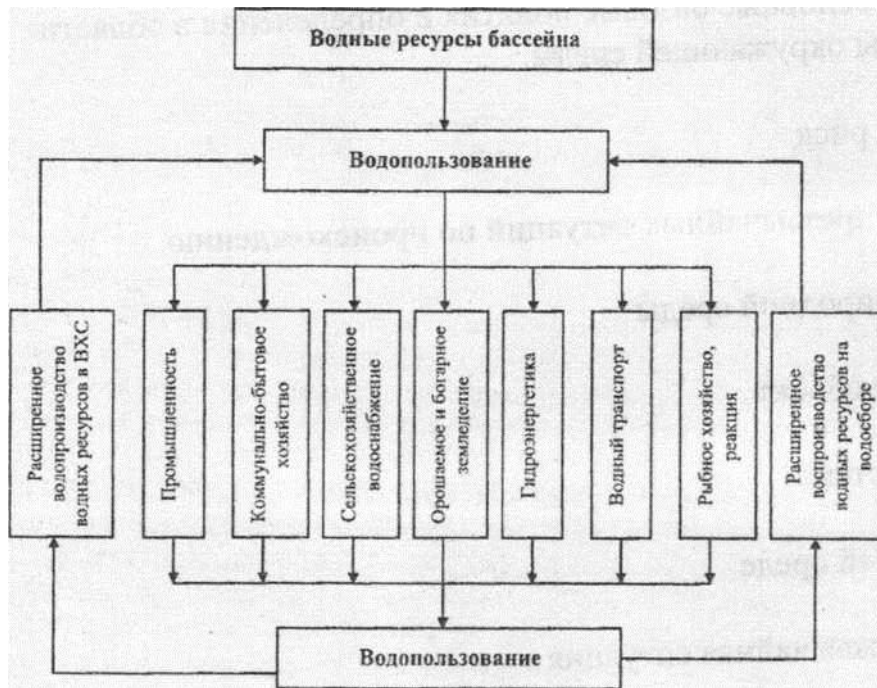 Водные ресурсы бассейна
Водопользование
Расширенное
водопроизводство
водных ресурсов в ВХС
Промышленность
Коммунально-бытовое
хозяйство
Сельскохозяйственное
водоснабжение
Орошаемое и богарное
земледелие
Гидроэнергетика
Водный транспорт
Рыбное хозяйство,
реакция
Расширенное
воспроизводство
водных ресурсов на
водосборе
Водопользование